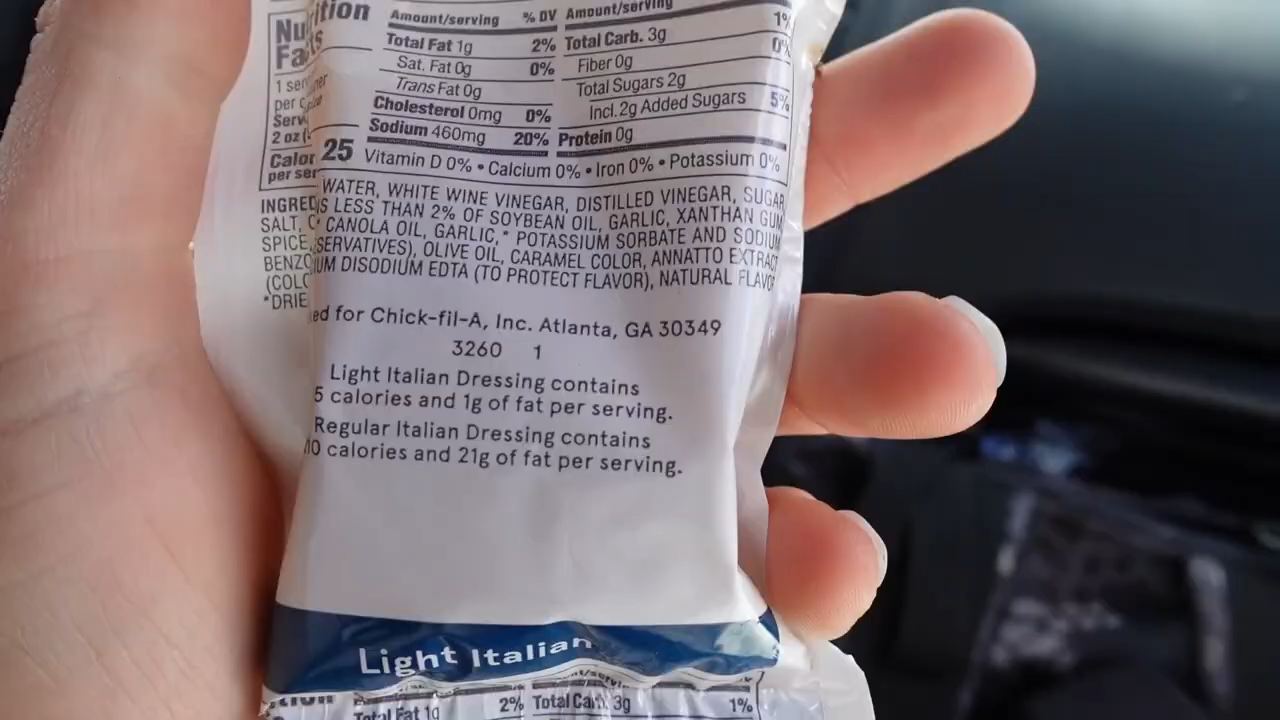 Amount/serving % DV Amount/serving
1%
Total Fat 1g 2% Total Carb. 3g 0%
Sat. Fat 0g 0% Fiber 0g
Trans Fat 0g Total Sugars 2g
Cholesterol 0mg 0% Incl. 2g Added Sugars 5%
Sodium 460mg 20% Protein 0g
25 Vitamin D 0% • Calcium 0% • Iron 0% • Potassium 0%
WATER, WHITE WINE VINEGAR, DISTILLED VINEGAR, SUGAR
SALT, LESS THAN 2% OF SOYBEAN OIL, GARLIC, XANTHAN GUM
SPICE, CANOLA OIL, GARLIC,* POTASSIUM SORBATE AND SODIUM
OLIVE OIL, CARAMEL COLOR, ANNATTO EXTRACT
DISODIUM EDTA (TO PROTECT FLAVOR), NATURAL
for Chick-fil-A, Inc. Atlanta, GA 30349
3260 1
Light Italian Dressing contains
5 calories and 1g of fat per serving.
Regular Italian Dressing contains
10 calories and 21g of fat per serving.
Light Italian
Total Fat 1g 2% Total Carb. 3g 1%